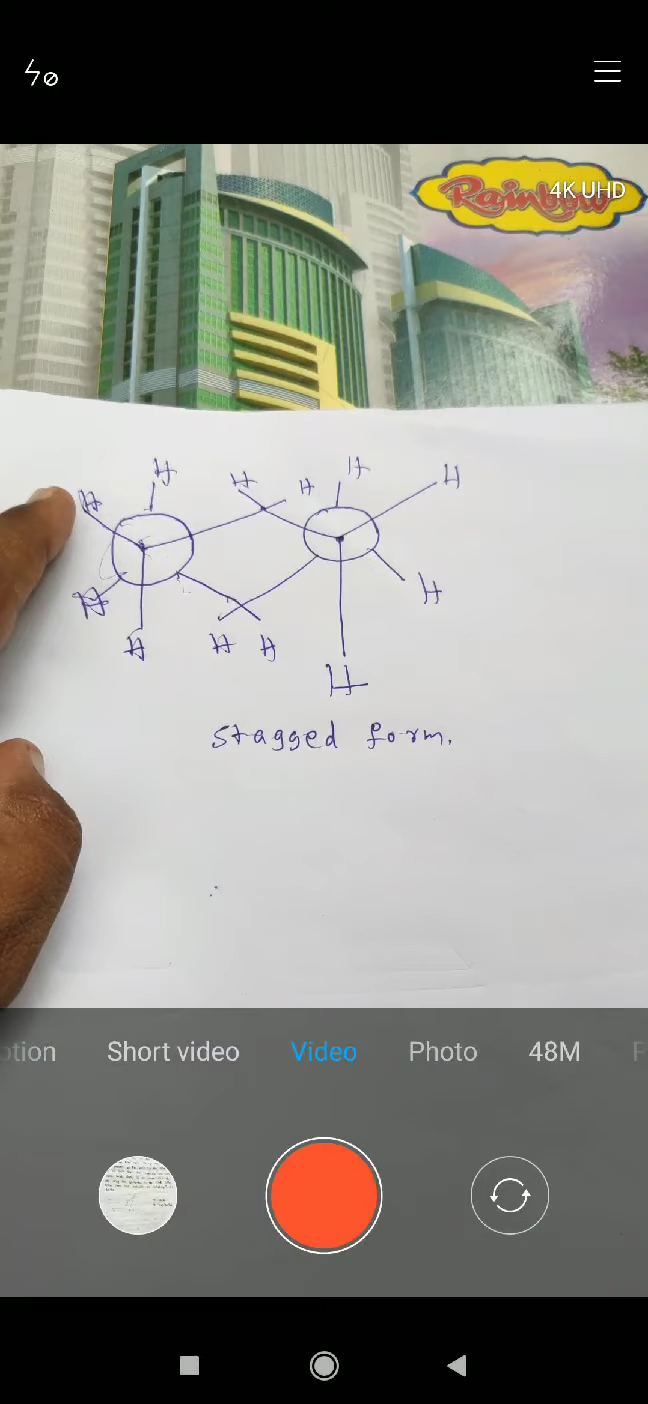 4K UHD
Rainbow
H H H H H H
H H H H H
H
stagged form.
Short video Video Photo 48M